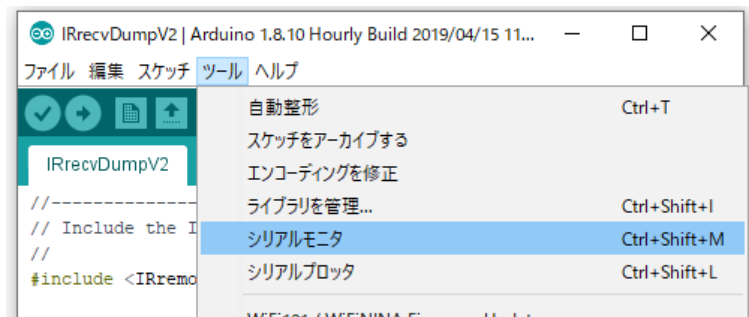 IRrecvDumpV2 | Arduino 1.8.10 Hourly Build 2019/04/15 11...
ファイル 編集 スケッチ ツール ヘルプ
自動整形 Ctrl+T
スケッチをアーカイブする
IRrecvDumpV2
エンコーディングを修正
//---------------
ライブラリを管理... Ctrl+Shift+I
// Include the I
シリアルモニタ Ctrl+Shift+M
//
#include <IRremo
シリアルプロッタ Ctrl+Shift+L